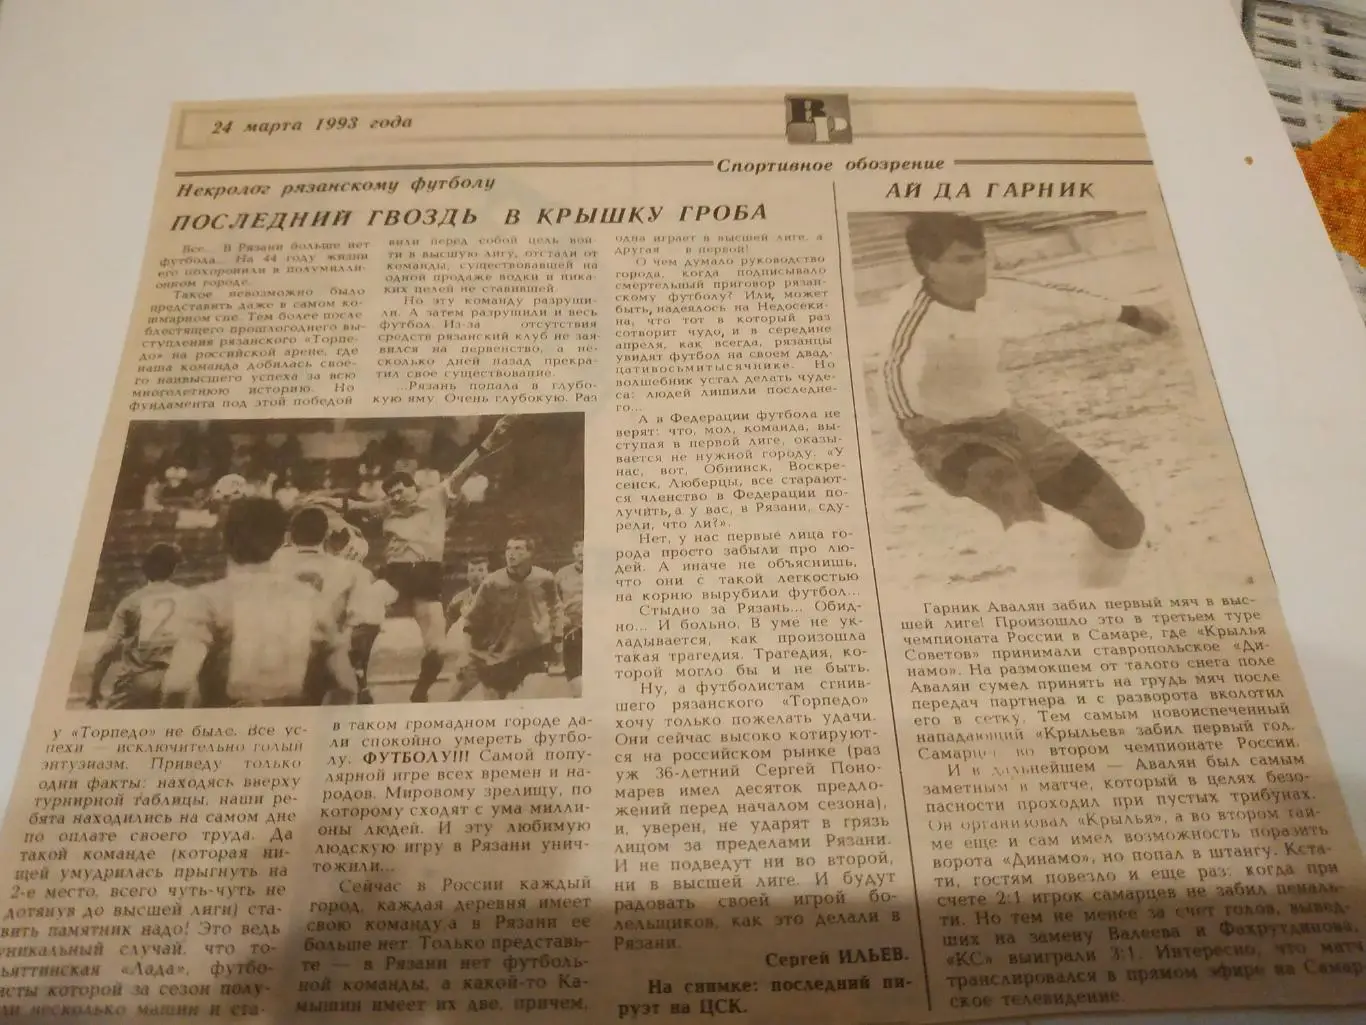 24 марта 1993 года
ВР
Спортивное обозрение
Некролог рязанскому футболу
ПОСЛЕДНИЙ ГВОЗДЬ В КРЫШКУ ГРОБА
Все... В Рязани больше нет
футбола... На 44 году жизни
его похоронили в полумилли-
онном городе.
Такое невозможно было
представить даже в самом ко-
шмарном сне. Тем более после
блестящего прошлогоднего вы-
ступления рязанского «Торпе-
до» на российской арене, где
наша команда добилась свое-
го наивысшего успеха за всю
многолетнюю историю. Но
фундамента под этой победой
у «Торпедо» не было. Все ус-
пехи — исключительно голый
энтузиазм. Приведу только
одни факты: находясь вверху
турнирной таблицы, наши ре-
бята находились на самом дне
по оплате своего труда. Да
такой команде (которая ни-
щей умудрилась прыгнуть на
2-е место, всего чуть-чуть не
дотянув до высшей лиги) ста-
вить памятник надо! Это ведь
уникальный случай, что то-
льяттинская «Лада», футбо-
исты которой за сезон полу-
ли несколько машин и ста-
вили перед собой цель вой-
ти в высшую лигу, отстали от
команды, существовавшей на
одной продаже водки и ника-
ких целей не ставившей.
Но эту команду разруши-
ли. А затем разрушили и весь
футбол. Из-за отсутствия
средств рязанский клуб не зая-
вился на первенство, а не-
сколько дней назад прекра-
тил свое существование.
...Рязань попала в глубо-
кую яму. Очень глубокую. Раз
в таком громадном городе да-
ли спокойно умереть футбо-
лу. ФУТБОЛУ!!! Самой попу-
лярной игре всех времен и на-
родов. Мировому зрелищу, по
которому сходят с ума милли-
оны людей. И эту любимую
людскую игру в Рязани унич-
тожили...
Сейчас в России каждый
город, каждая деревня имеет
свою команду, а в Рязани ее
больше нет. Только представь-
те — в Рязани нет футболь-
ной команды, а какой-то Ка-
мышин имеет их две, причем,
одна играет в высшей лиге, а
другая в первой!
О чем думало руководство
города, когда подписывало
смертельный приговор рязан-
скому футболу? Или, может
быть, надеялось на Недосеки-
на, что тот в который раз
сотворит чудо, и в середине
апреля, как всегда, рязанцы
увидят футбол на своем двад-
цативосьмитысячнике. Но
волшебник устал делать чуде-
са: людей лишили последне-
го...
А в Федерации футбола не
верят: что, мол, команда, вы-
ступая в первой лиге, оказы-
вается не нужной городу. «У
нас, вот, Обнинск, Воскре-
сенск, Люберцы, все старают-
ся членство в Федерации по-
лучить, а у вас, в Рязани, сду-
рели, что ли?».
Нет, у нас первые лица го-
рода просто забыли про лю-
дей. А иначе не объяснишь,
что они с такой легкостью
на корню вырубили футбол...
Стыдно за Рязань... Обид-
но... И больно. В уме не ук-
ладывается, как произошла
такая трагедия. Трагедия, ко-
торой могло бы и не быть.
Ну, а футболистам сгнив-
шего рязанского «Торпедо»
хочу только пожелать удачи.
Они сейчас высоко котируют-
ся на российском рынке (раз
уж 36-летний Сергей Поно-
марев имел десяток предло-
жений перед началом сезона),
и, уверен, не ударят в грязь
лицом за пределами Рязани.
И не подведут ни во второй,
ни в высшей лиге. И будут
радовать своей игрой бо-
лельщиков, как это делали в
Рязани.
Сергей ИЛЬЕВ.
На снимке: последний пи-
руэт на ЦСК.
АЙ ДА ГАРНИК
Гарник Авалян забил первый мяч в выс-
шей лиге! Произошло это в третьем туре
чемпионата России в Самаре, где «Крылья
Советов» принимали ставропольское «Ди-
намо». На размокшем от талого снега поле
Авалян сумел принять на грудь мяч после
передач партнера и с разворота вколотил
его в сетку. Тем самым новоиспеченный
нападающий «Крыльев» забил первый гол.
Самарцы во втором чемпионате России.
И в дальнейшем — Авалян был самым
заметным в матче, который в целях безо-
пасности проходил при пустых трибунах.
Он организовал «Крылья», а во втором тай-
ме еще и сам имел возможность поразить
ворота «Динамо», но попал в штангу. Кста-
ти, гостям повезло и еще раз: когда при
счете 2:1 игрок самарцев не забил пеналь-
ти. Но тем не менее за счет голов, вывед-
ших на замену Валеева и Фахрутдинова,
«КС» выиграли 3:1. Интересно, что матч
транслировался в прямом эфире на Самар-
ское телевидение.